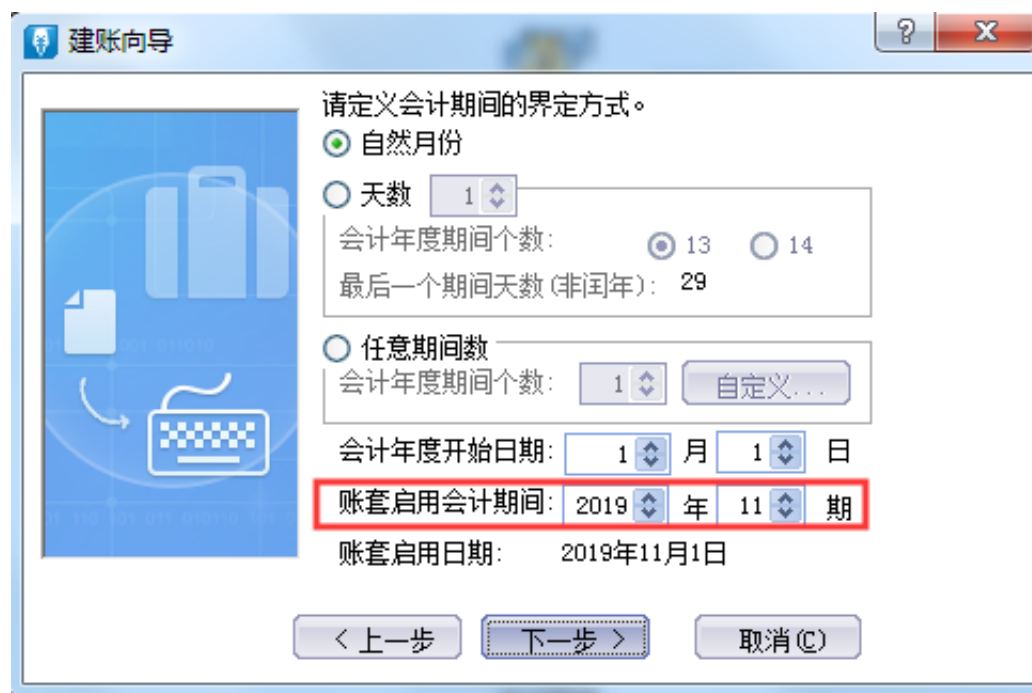 建账向导
请定义会计期间的界定方式。
自然月份
天数 1
会计年度期间个数： 13 14
最后一个期间天数(非闰年)： 29
任意期间数
会计年度期间个数： 1 自定义...
会计年度开始日期： 1 月 1 日
账套启用会计期间： 2019 年 11 期
账套启用日期： 2019年11月1日
< 上一步 下一步 > 取消(C)